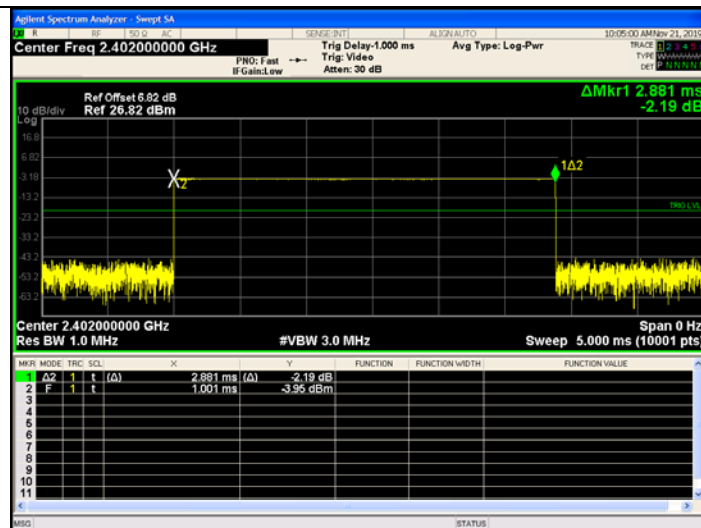 Agilent Spectrum Analyzer - Swept SA
R RF 50 Ω AC SENSE:INT ALIGN AUTO 10:05:00 AM Nov 21, 2019
Center Freq 2.402000000 GHz
PNO: Fast
IFGain:Low
Trig Delay-1.000 ms
Trig: Video
Atten: 30 dB
Avg Type: Log-Pwr
TRACE 1 2 3 4 5
TYPE
DET P N N N N
Ref Offset 6.82 dB
10 dB/div Ref 26.82 dBm
Log
ΔMkr1 2.881 ms
-2.19 dB
16.8
6.82
-3.18
-13.2
-23.2
-33.2
-43.2
-53.2
-63.2
2
1Δ2
TRIG LVL
Center 2.402000000 GHz Span 0 Hz
Res BW 1.0 MHz #VBW 3.0 MHz Sweep 5.000 ms (10001 pts)
MKR MODE TRC SCL X Y FUNCTION FUNCTION WIDTH FUNCTION VALUE
1 Δ2 1 t (Δ) 2.881 ms (Δ) -2.19 dB
2 F 1 t 1.001 ms -3.95 dBm
3
4
5
6
7
8
9
10
11
MSG STATUS